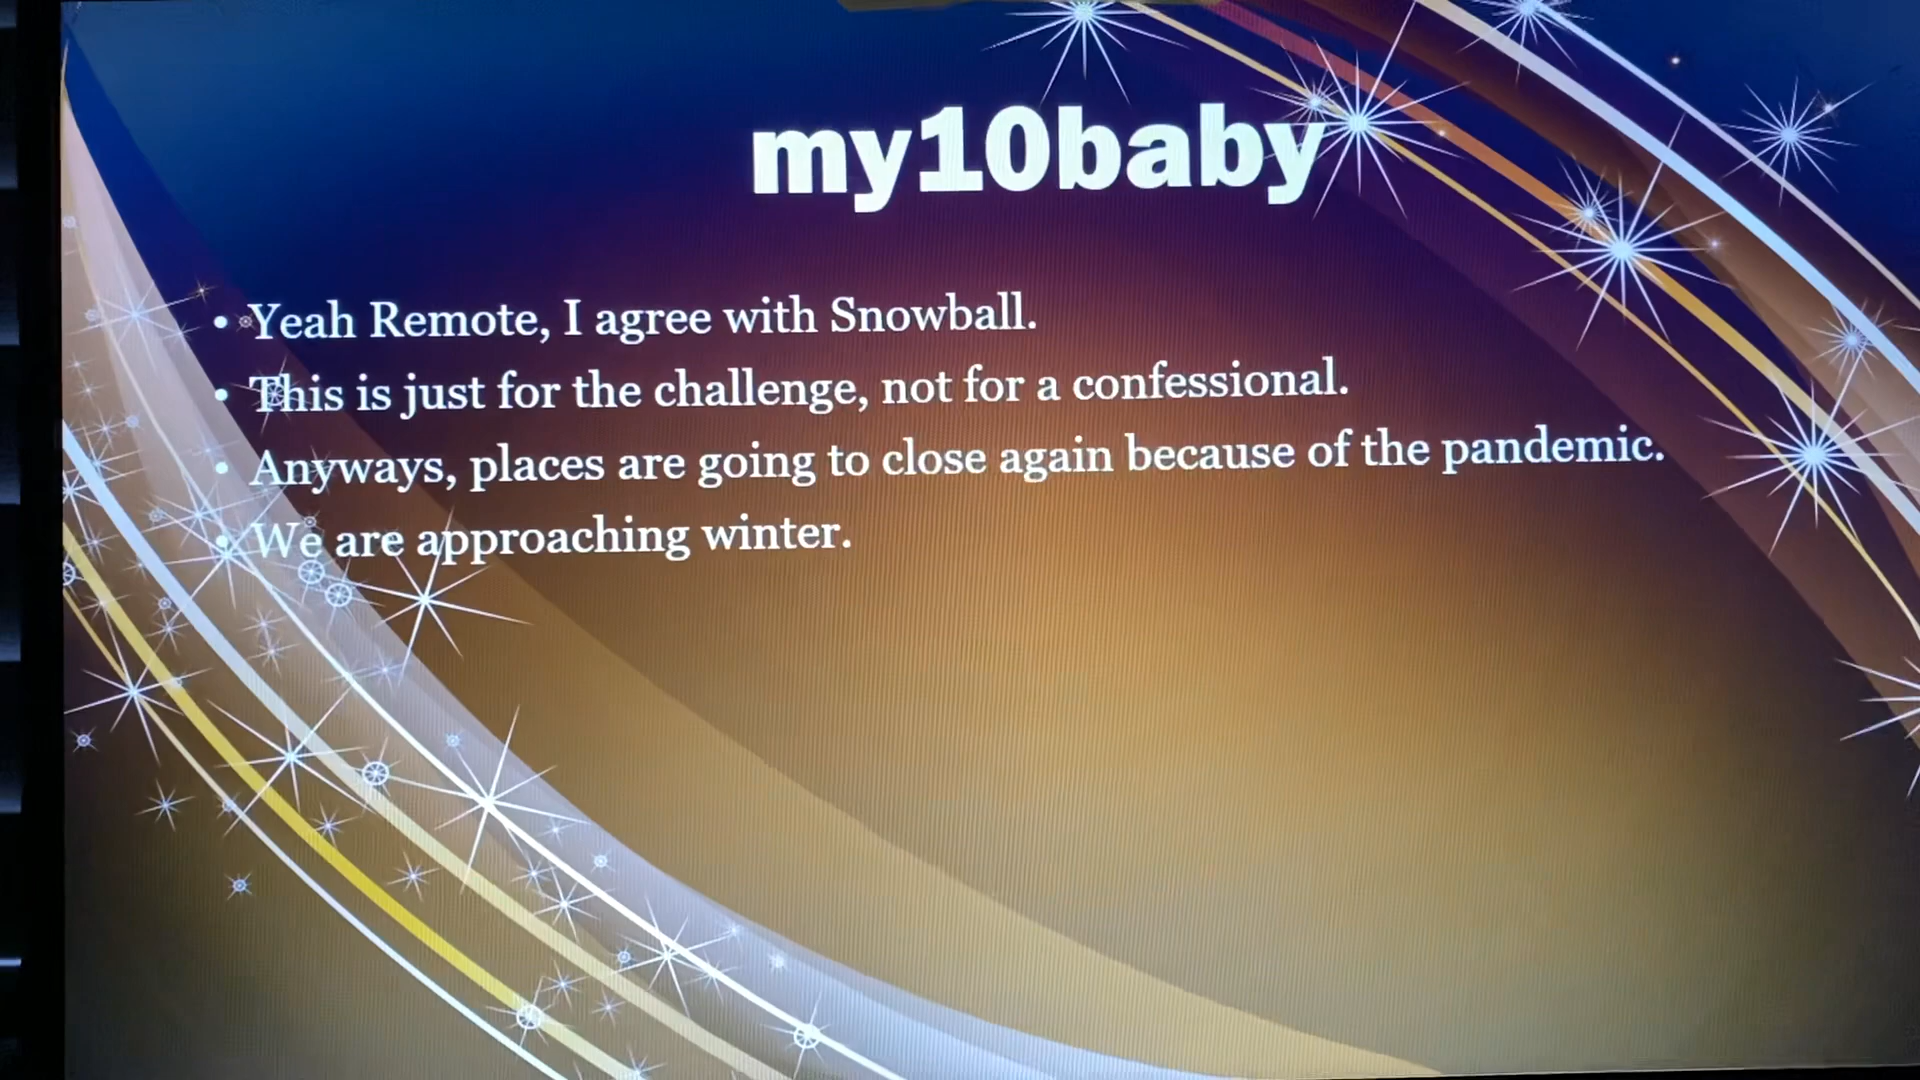 my10baby
• Yeah Remote, I agree with Snowball.
• This is just for the challenge, not for a confessional.
• Anyways, places are going to close again because of the pandemic.
• We are approaching winter.